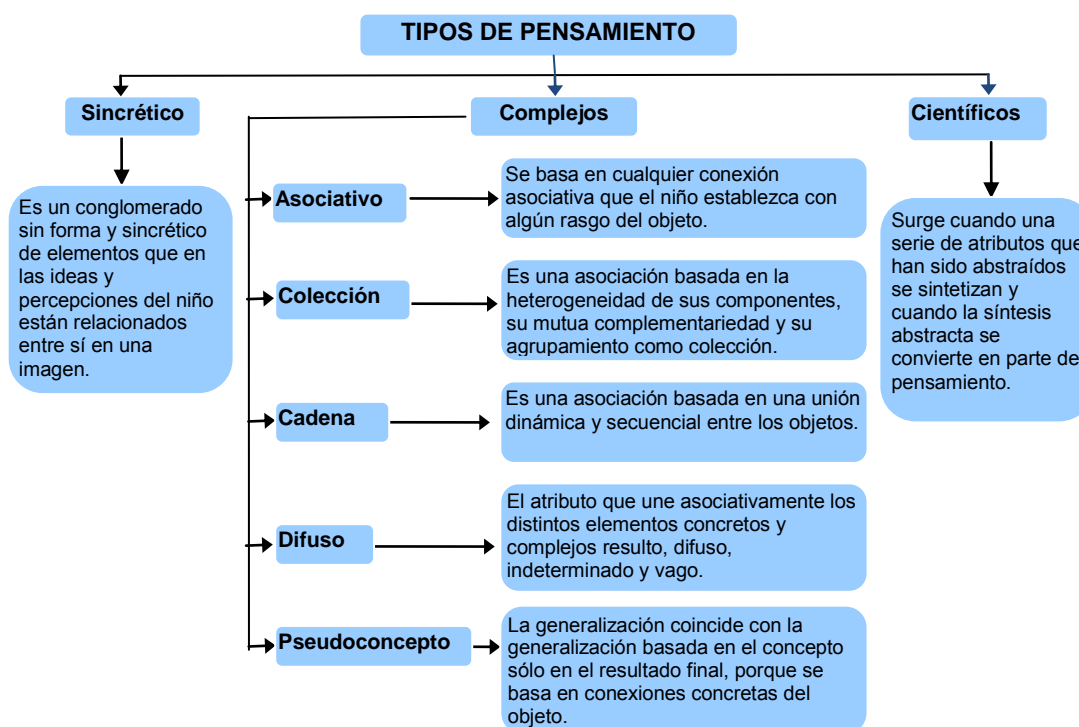 TIPOS DE PENSAMIENTO
Sincrético
Complejos
Científicos
Es un conglomerado
sin forma y sincrético
de elementos que en
las ideas y
percepciones del niño
están relacionados
entre sí en una
imagen.
Asociativo
Se basa en cualquier conexión
asociativa que el niño establezca con
algún rasgo del objeto.
Colección
Es una asociación basada en la
heterogeneidad de sus componentes,
su mutua complementariedad y su
agrupamiento como colección.
Cadena
Es una asociación basada en una unión
dinámica y secuencial entre los objetos.
Difuso
El atributo que une asociativamente los
distintos elementos concretos y
complejos resulto, difuso,
indeterminado y vago.
Pseudoconcepto
La generalización coincide con la
generalización basada en el concepto
sólo en el resultado final, porque se
basa en conexiones concretas del
objeto.
Surge cuando una
serie de atributos que
han sido abstraídos
se sintetizan y
cuando la síntesis
abstracta se
convierte en parte de
pensamiento.